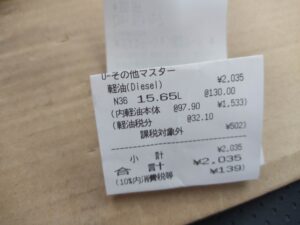 U-その他マスター
¥2,035
軽油(Diesel)
N36 15.65L @130.00
(内軽油本体 @97.90 ¥1,533)
(軽油税分 @32.10
課税対象外 ¥502)
小 計 ¥2,035
合 計 ¥2,035
(10%内消費税等 ¥139)